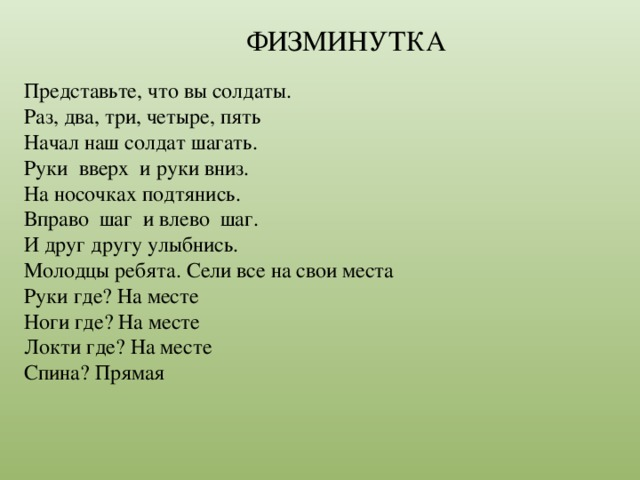 ФИЗМИНУТКА
Представьте, что вы солдаты.
Раз, два, три, четыре, пять
Начал наш солдат шагать.
Руки  вверх  и руки вниз.
На носочках подтянись.
Вправо  шаг  и влево  шаг.
И друг другу улыбнись.
Молодцы ребята. Сели все на свои места
Руки где? На месте
Ноги где? На месте
Локти где? На месте
Спина? Прямая